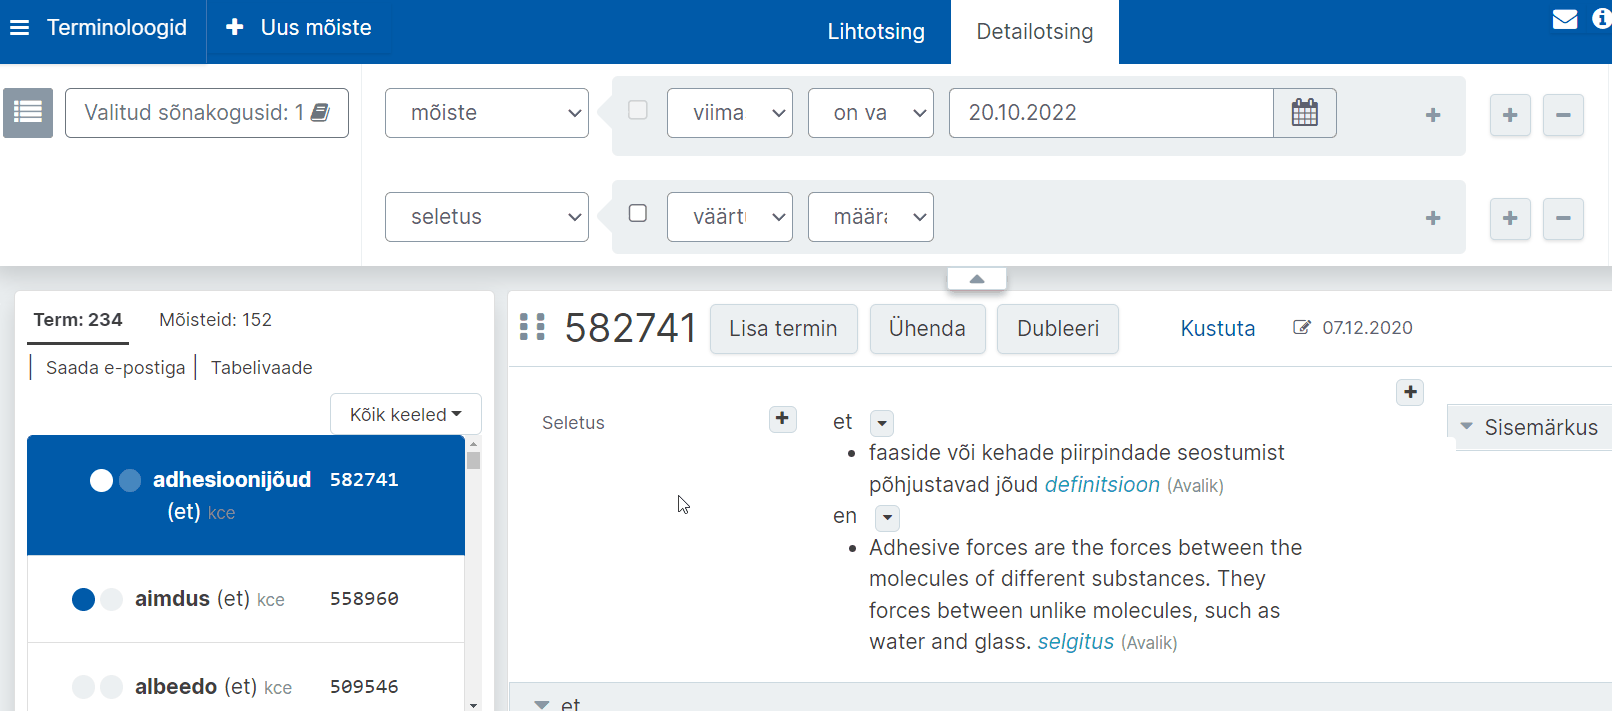 Terminoloogid
Uus mõiste
Lihtotsing
Detailotsing
Valitud sõnakogusid: 1
mõiste
viima
on va
20.10.2022
seletus
väärtu
määra
Term: 234
Mõisteid: 152
Saada e-postiga
Tabelivaade
Kõik keeled
adhesioonijõud 582741
(et) kce
aimdus (et) kce 558960
albeedo (et) kce 509546
582741
Lisa termin
Ühenda
Dubleeri
Kustuta
07.12.2020
Seletus
et
• faaside või kehade piirpindade seostumist
põhjustavad jõud definitsioon (Avalik)
en
• Adhesive forces are the forces between the
molecules of different substances. They
forces between unlike molecules, such as
water and glass. selgitus (Avalik)
Sisemärkus
et